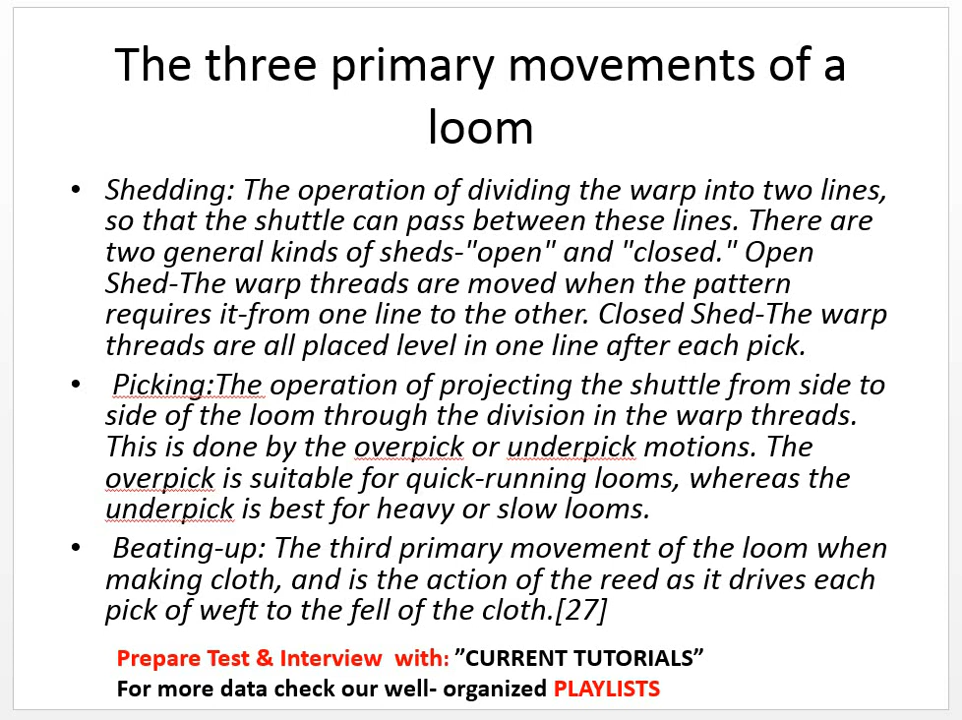 The three primary movements of a
loom
• Shedding: The operation of dividing the warp into two lines,
so that the shuttle can pass between these lines. There are
two general kinds of sheds-"open" and "closed." Open
Shed-The warp threads are moved when the pattern
requires it-from one line to the other. Closed Shed-The warp
threads are all placed level in one line after each pick.
• Picking:The operation of projecting the shuttle from side to
side of the loom through the division in the warp threads.
This is done by the overpick or underpick motions. The
overpick is suitable for quick-running looms, whereas the
underpick is best for heavy or slow looms.
• Beating-up: The third primary movement of the loom when
making cloth, and is the action of the reed as it drives each
pick of weft to the fell of the cloth.[27]
Prepare Test & Interview with: ”CURRENT TUTORIALS”
For more data check our well- organized PLAYLISTS